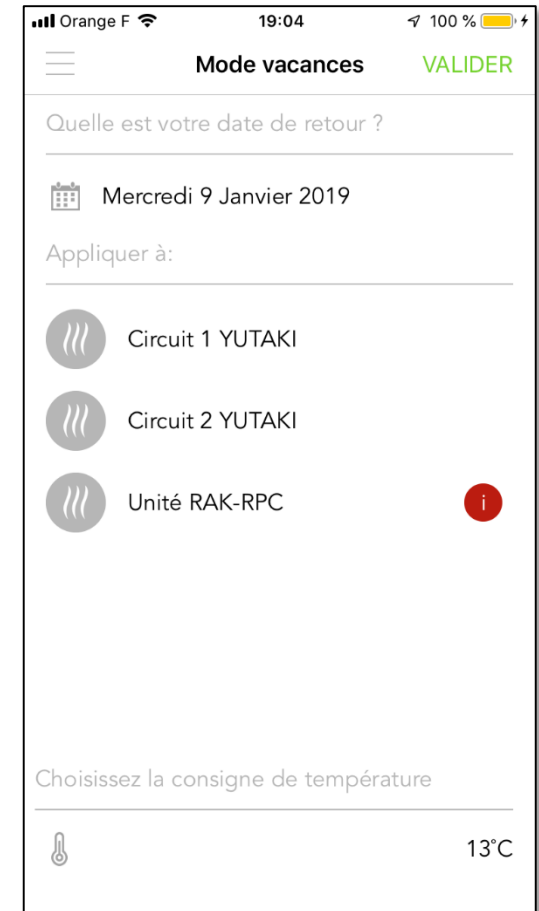 Orange F 19:04 100 %
Mode vacances VALIDER
Quelle est votre date de retour ?
Mercredi 9 Janvier 2019
Appliquer à:
Circuit 1 YUTAKI
Circuit 2 YUTAKI
Unité RAK-RPC i
Choisissez la consigne de température
13°C